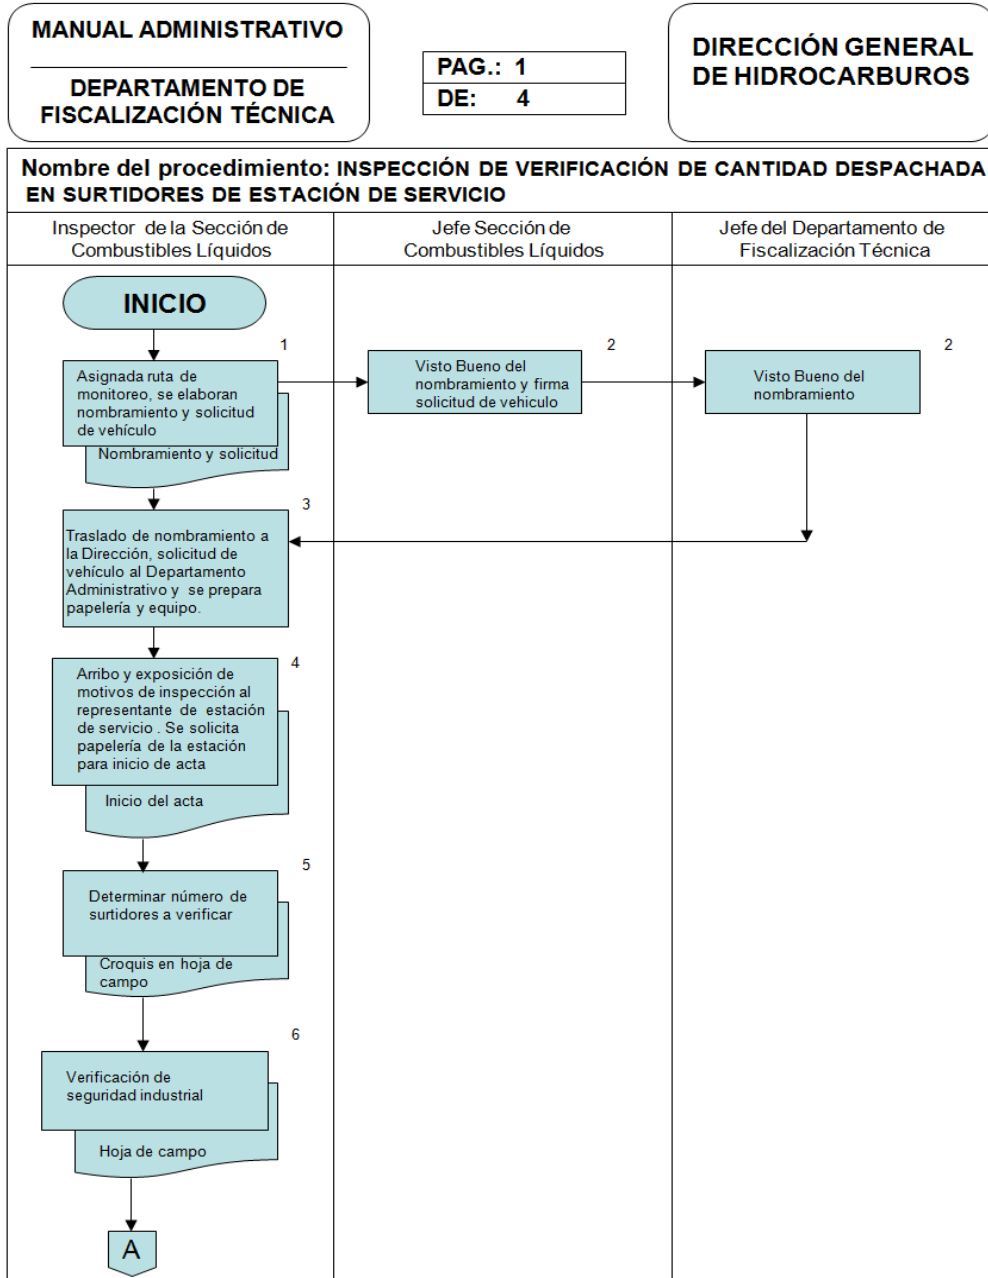 MANUAL ADMINISTRATIVO
DEPARTAMENTO DE
FISCALIZACIÓN TÉCNICA
PAG.: 1
DE: 4
DIRECCIÓN GENERAL
DE HIDROCARBUROS
Nombre del procedimiento: INSPECCIÓN DE VERIFICACIÓN DE CANTIDAD DESPACHADA
EN SURTIDORES DE ESTACIÓN DE SERVICIO
Inspector de la Sección de
Combustibles Líquidos
Jefe Sección de
Combustibles Líquidos
Jefe del Departamento de
Fiscalización Técnica
INICIO
1
Asignada ruta de
monitoreo, se elaboran
nombramiento y solicitud
de vehículo
Nombramiento y solicitud
2
Visto Bueno del
nombramiento y firma
solicitud de vehiculo
2
Visto Bueno del
nombramiento
3
Traslado de nombramiento a
la Dirección, solicitud de
vehículo al Departamento
Administrativo y se prepara
papelería y equipo.
4
Arribo y exposición de
motivos de inspección al
representante de estación
de servicio . Se solicita
papelería de la estación
para inicio de acta
Inicio del acta
5
Determinar número de
surtidores a verificar
Croquis en hoja de
campo
6
Verificación de
seguridad industrial
Hoja de campo
A